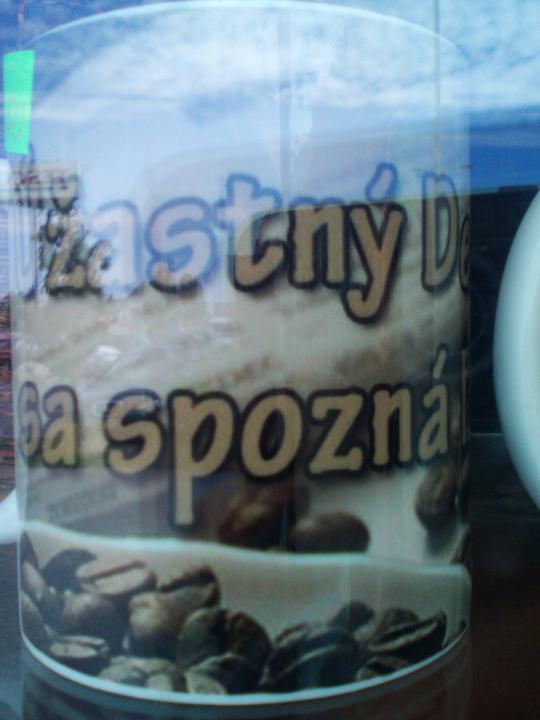 Úžastný De
sa spozná